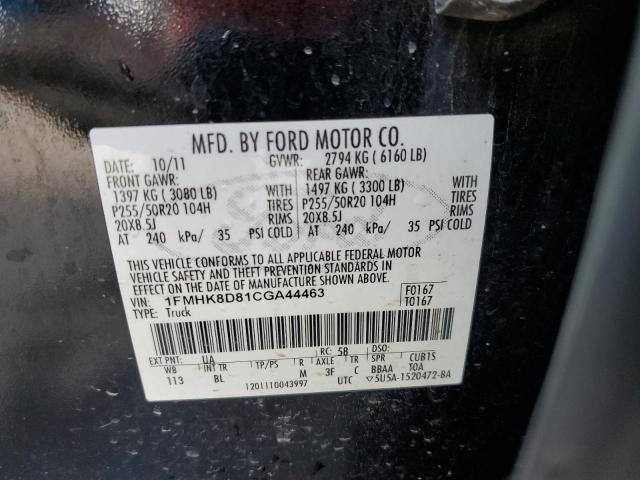 MFD. BY FORD MOTOR CO.
DATE: 10/11 GVWR: 2794 KG ( 6160 LB)
FRONT GAWR: REAR GAWR:
1397 KG ( 3080 LB) WITH 1497 KG ( 3300 LB) WITH
P255/50R20 104H TIRES P255/50R20 104H TIRES
20X8.5J RIMS 20X8.5J RIMS
AT 240 kPa/ 35 PSI COLD AT 240 kPa/ 35 PSI COLD
THIS VEHICLE CONFORMS TO ALL APPLICABLE FEDERAL MOTOR
VEHICLE SAFETY AND THEFT PREVENTION STANDARDS IN
EFFECT ON THE DATE OF MANUFACTURE SHOWN ABOVE.
VIN: 1FMHK8D81CGA44463 F0167
TYPE: Truck T0167
EXT PNT: UA RC: 58
WB INT TR TP/PS R AXLE TR SPR CUB1S
113 BL M 3F C BBAA TOA
1201110043997 UTC ▽5U5A-1520472-BA